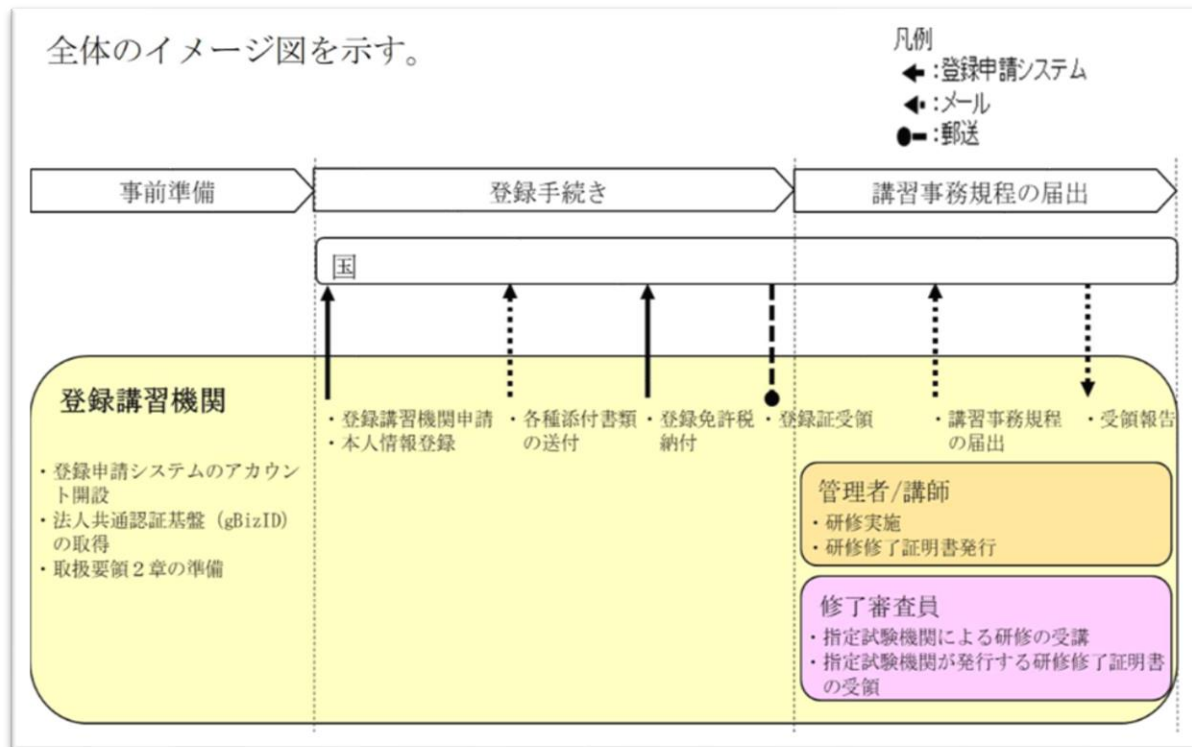 全体のイメージ図を示す。
凡例
:登録申請システム
:メール
:郵送
事前準備
登録手続き
講習事務規程の届出
国
登録講習機関
・登録申請システムのアカウン
ト開設
・法人共通認証基盤（gBizID）
の取得
・取扱要領２章の準備
・登録講習機関申請
・本人情報登録
・各種添付書類
の送付
・登録免許税
納付
・登録証受領
・講習事務規程
の届出
・受領報告
管理者/講師
・研修実施
・研修修了証明書発行
修了審査員
・指定試験機関による研修の受講
・指定試験機関が発行する研修修了証明書
の受領